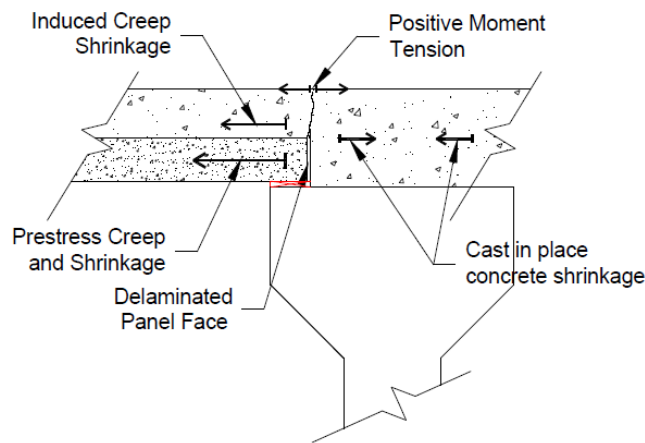 Induced Creep
Shrinkage
Positive Moment
Tension
Prestress Creep
and Shrinkage
Delaminated
Panel Face
Cast in place
concrete shrinkage